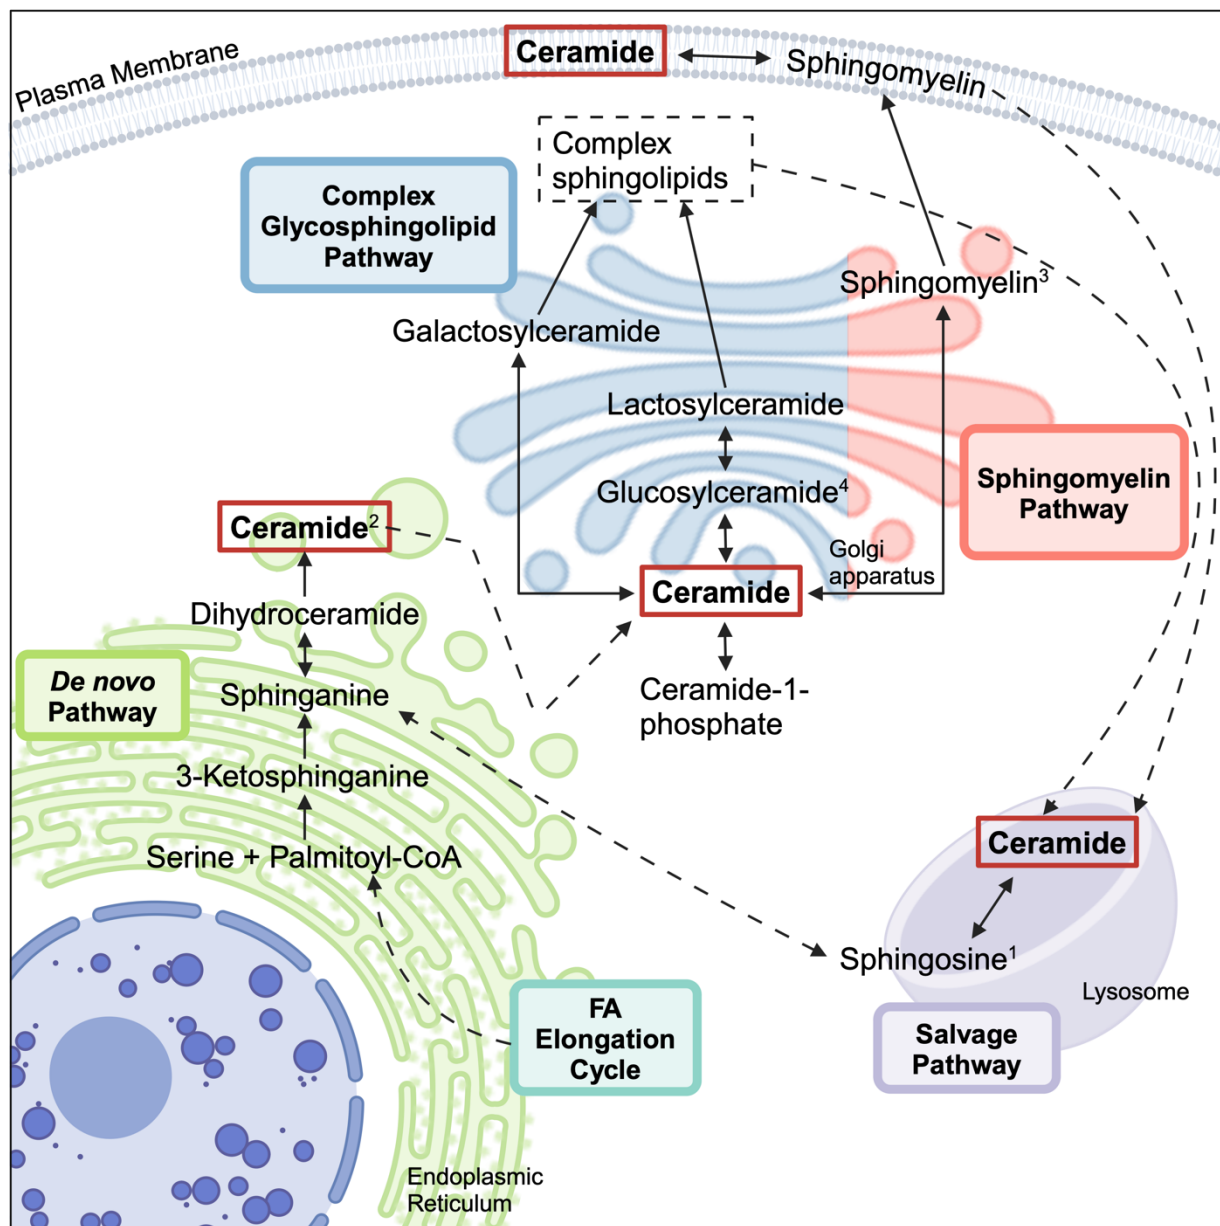 Plasma Membrane
Ceramide
Sphingomyelin
Complex
sphingolipids
Complex
Glycosphingolipid
Pathway
Sphingomyelin³
Galactosylceramide
Lactosylceramide
Sphingomyelin
Pathway
Glucosylceramide⁴
Ceramide²
Golgi
apparatus
Ceramide
Dihydroceramide
De novo
Pathway
Sphinganine
Ceramide-1-
phosphate
3-Ketosphinganine
Serine + Palmitoyl-CoA
Ceramide
Sphingosine¹
Lysosome
FA
Elongation
Cycle
Salvage
Pathway
Endoplasmic
Reticulum